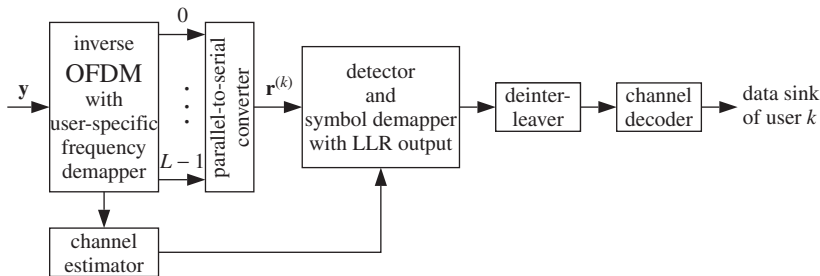 y
inverse
OFDM
with
user-specific
frequency
demapper
0
L − 1
parallel-to-serial
converter
r(k)
detector
and
symbol demapper
with LLR output
deinter-
leaver
channel
decoder
data sink
of user k
channel
estimator